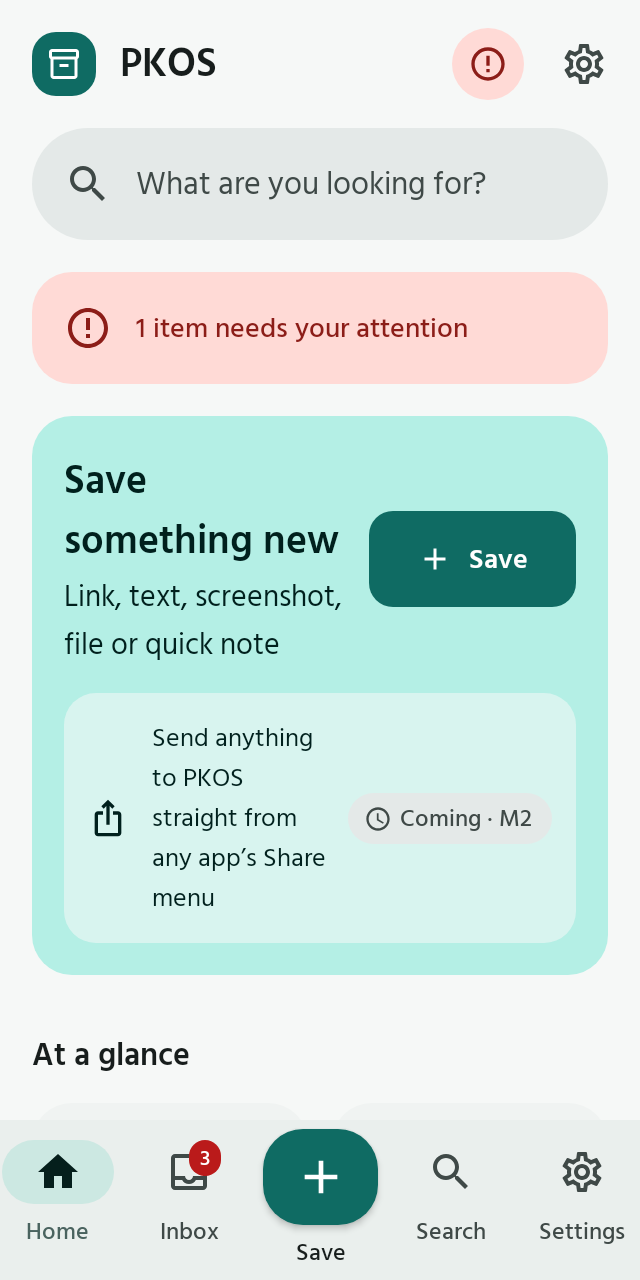 PKOS
What are you looking for?
1 item needs your attention
Save
something new
Link, text, screenshot,
file or quick note
+ Save
Send anything
to PKOS
straight from
any app’s Share
menu
Coming · M2
At a glance
Home
3
Inbox
Save
Search
Settings